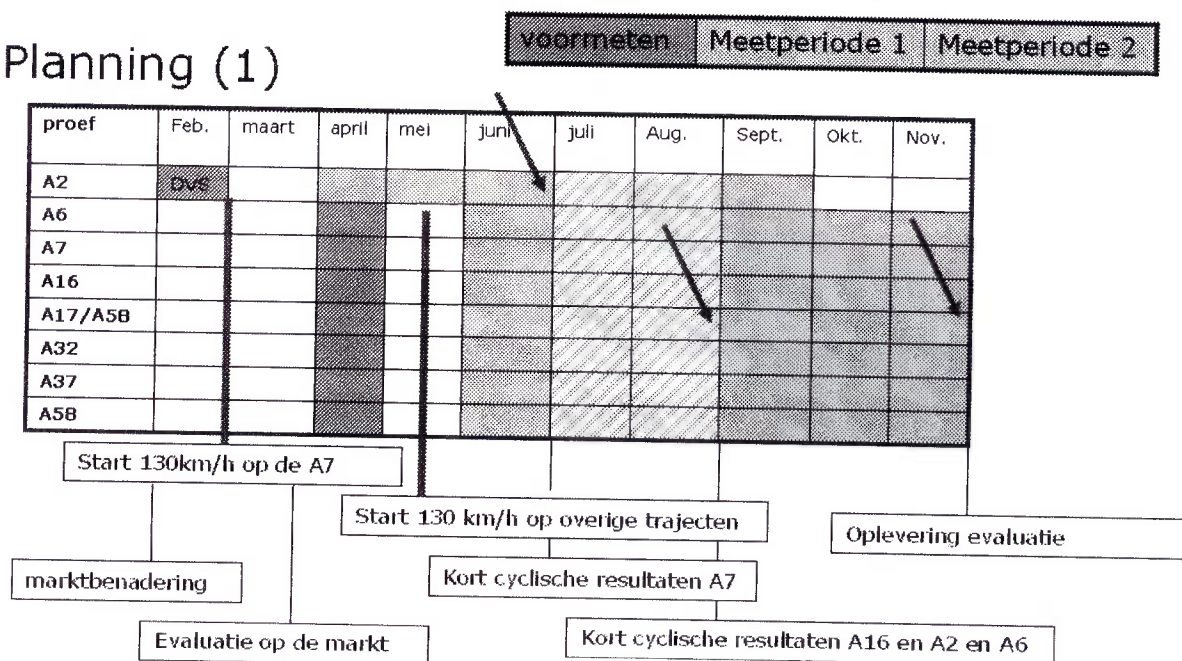 voormeten Meetperiode 1 Meetperiode 2
Planning (1)
proef Feb. maart april mei juni juli Aug. Sept. Okt. Nov.
A2 DVS
A6
A7
A16
A17/A58
A32
A37
A58
Start 130km/h op de A7
Start 130 km/h op overige trajecten
Oplevering evaluatie
marktbenadering
Kort cyclische resultaten A7
Evaluatie op de markt
Kort cyclische resultaten A16 en A2 en A6